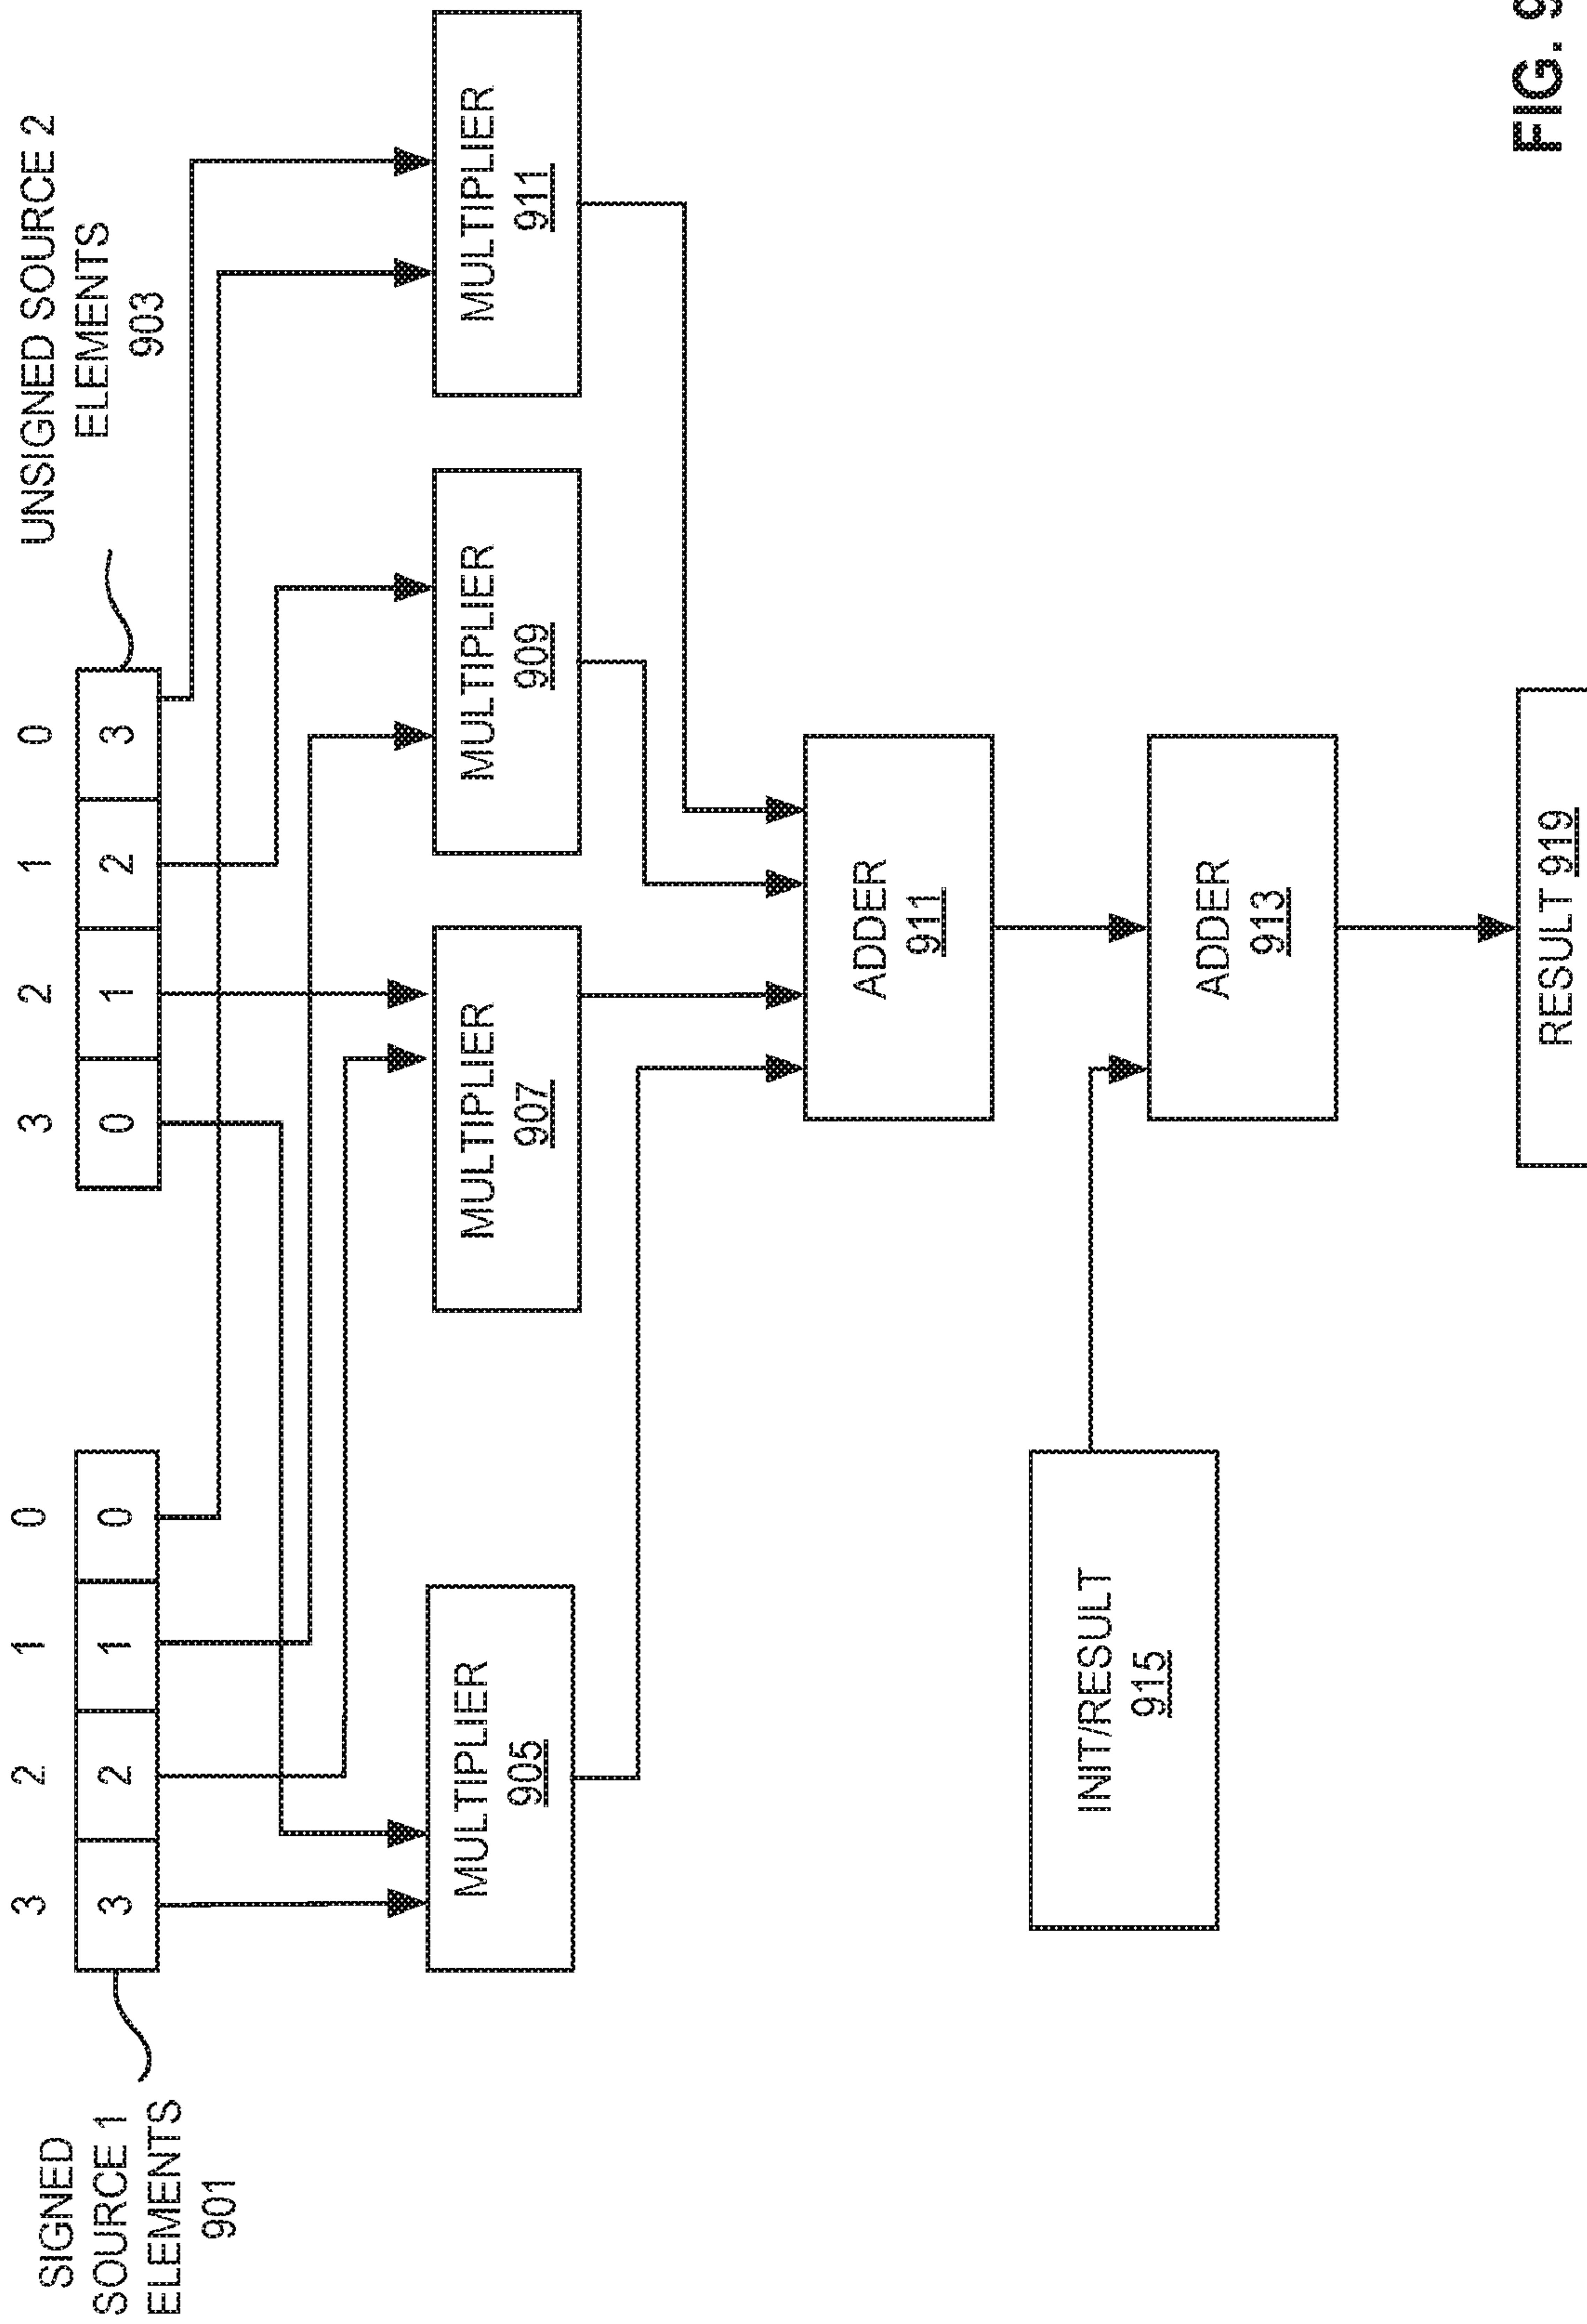 UNSIGNED SOURCE 2
ELEMENTS
903
3 2 1 0
3 2 1 0
3 2 1 0
0 1 2 3
SIGNED
SOURCE 1
ELEMENTS
901
MULTIPLIER
905
MULTIPLIER
907
MULTIPLIER
909
MULTIPLIER
911
ADDER
911
INIT/RESULT
915
ADDER
913
RESULT 919
FIG. 9